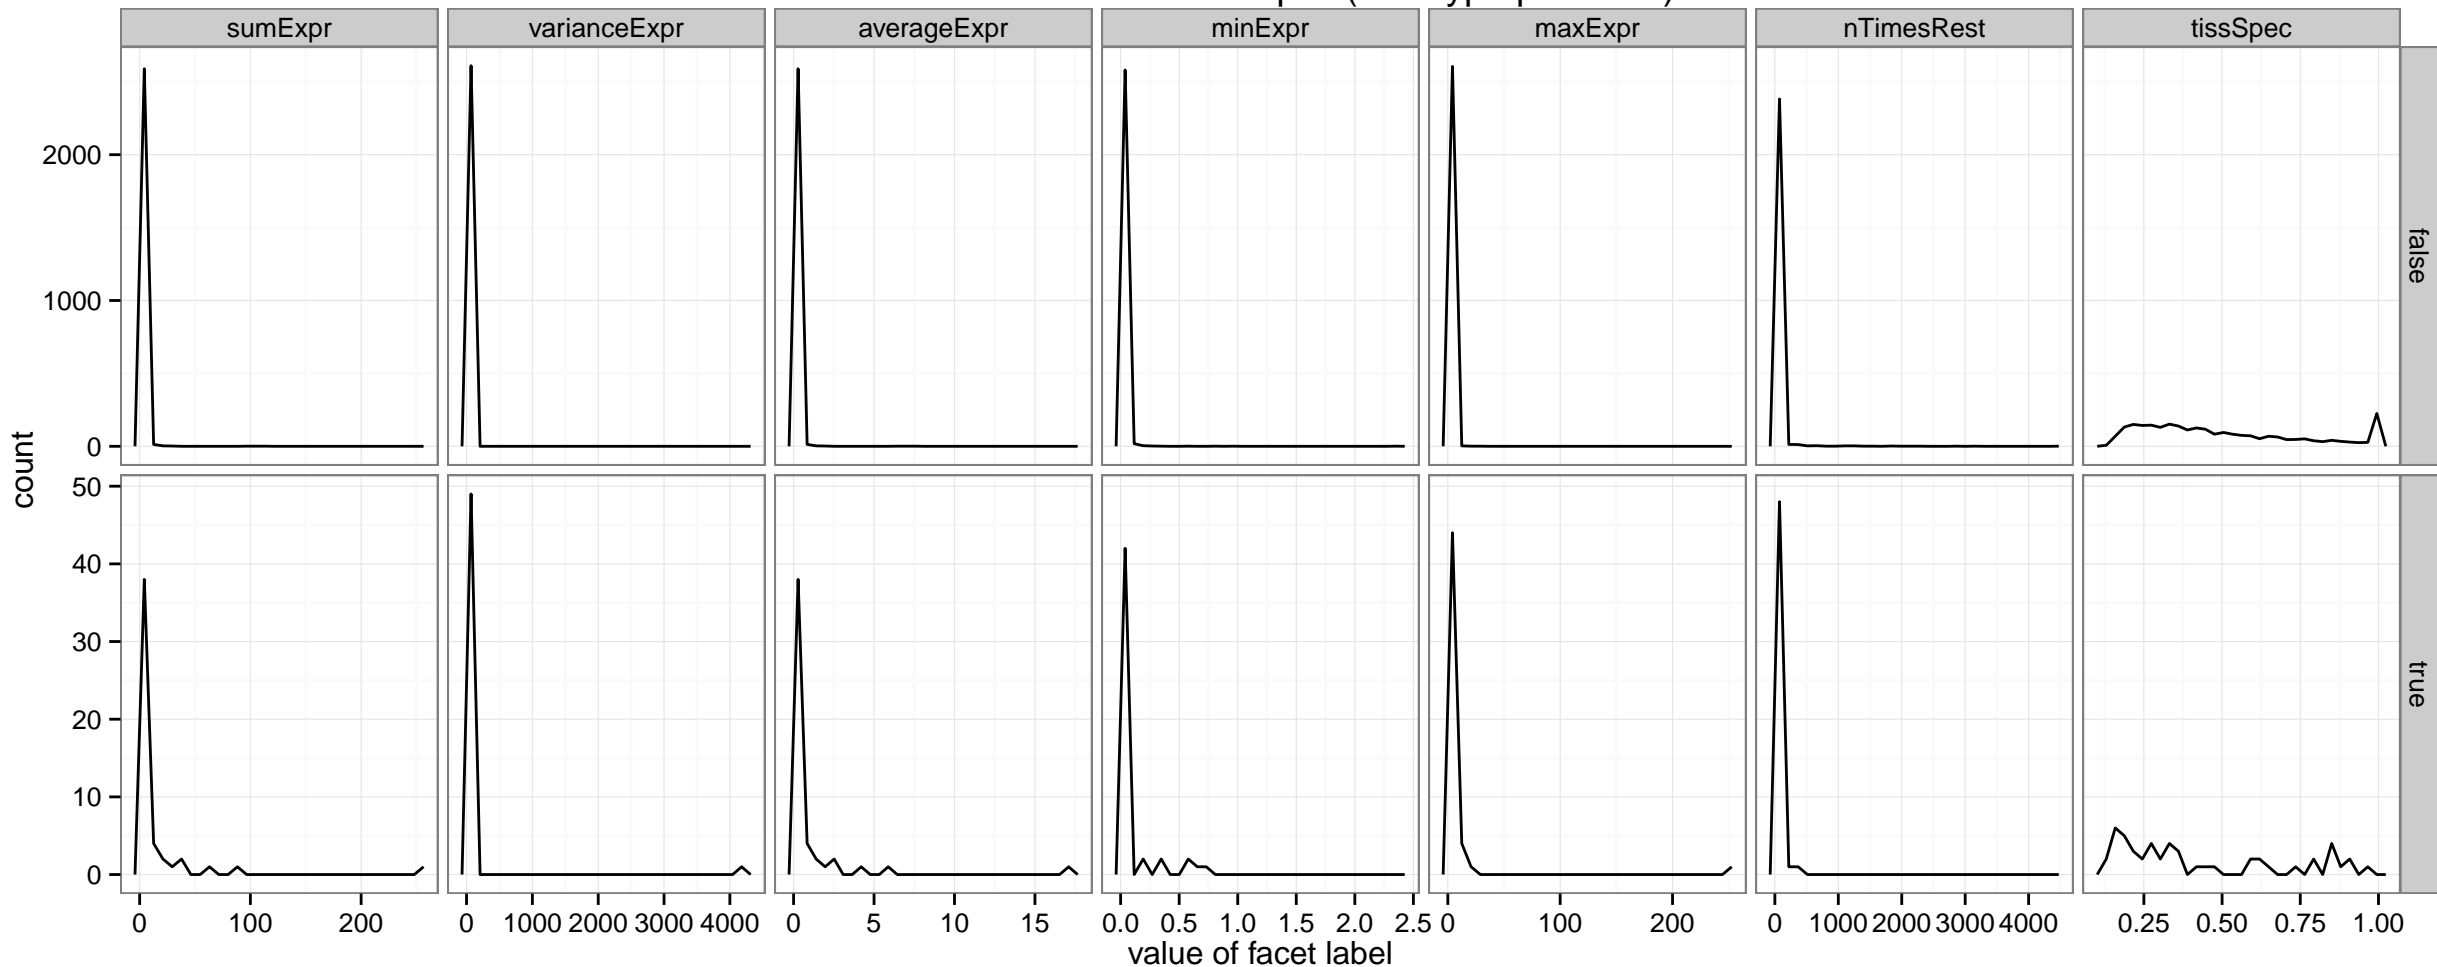 sumExpr varianceExpr averageExpr minExpr maxExpr nTimesRest tissSpec
2000
1000
0
false
count
50
40
30
20
10
0
true
0 100 200 0 1000 2000 3000 4000 0 5 10 15 0.0 0.5 1.0 1.5 2.0 2.5 0 100 200 0 1000 2000 3000 4000 0.25 0.50 0.75 1.00
value of facet label